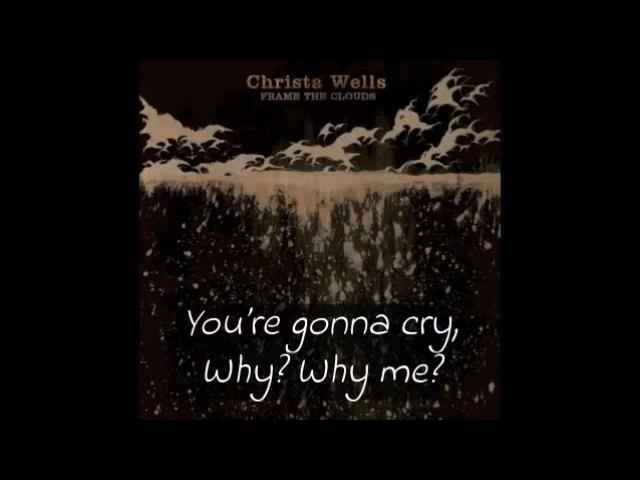 Christa Wells
FRAME THE CLOUDS
You're gonna cry,
Why? Why me?